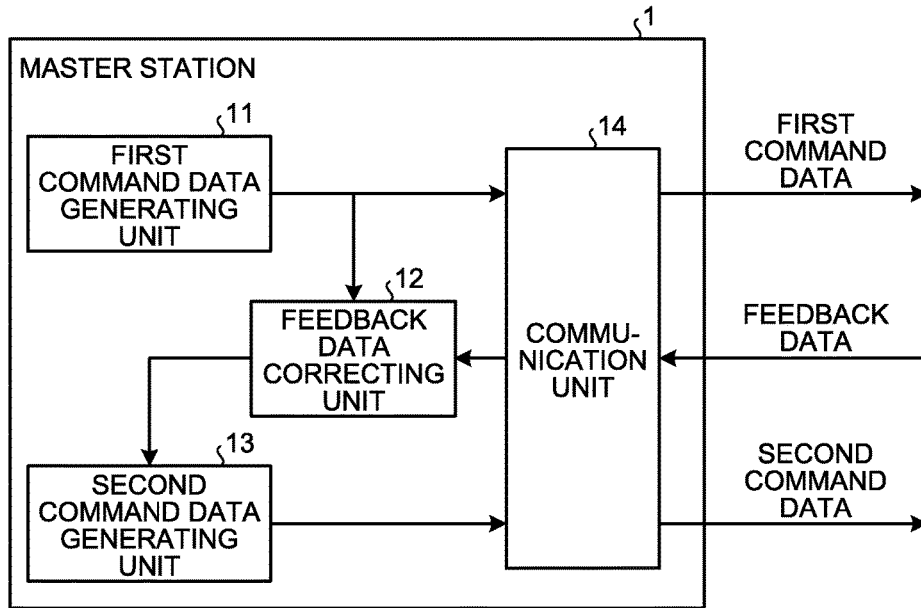 1
MASTER STATION
11
FIRST
COMMAND DATA
GENERATING
UNIT
14
COMMU-
NICATION
UNIT
FIRST
COMMAND
DATA
12
FEEDBACK
DATA
CORRECTING
UNIT
FEEDBACK
DATA
13
SECOND
COMMAND DATA
GENERATING
UNIT
SECOND
COMMAND
DATA